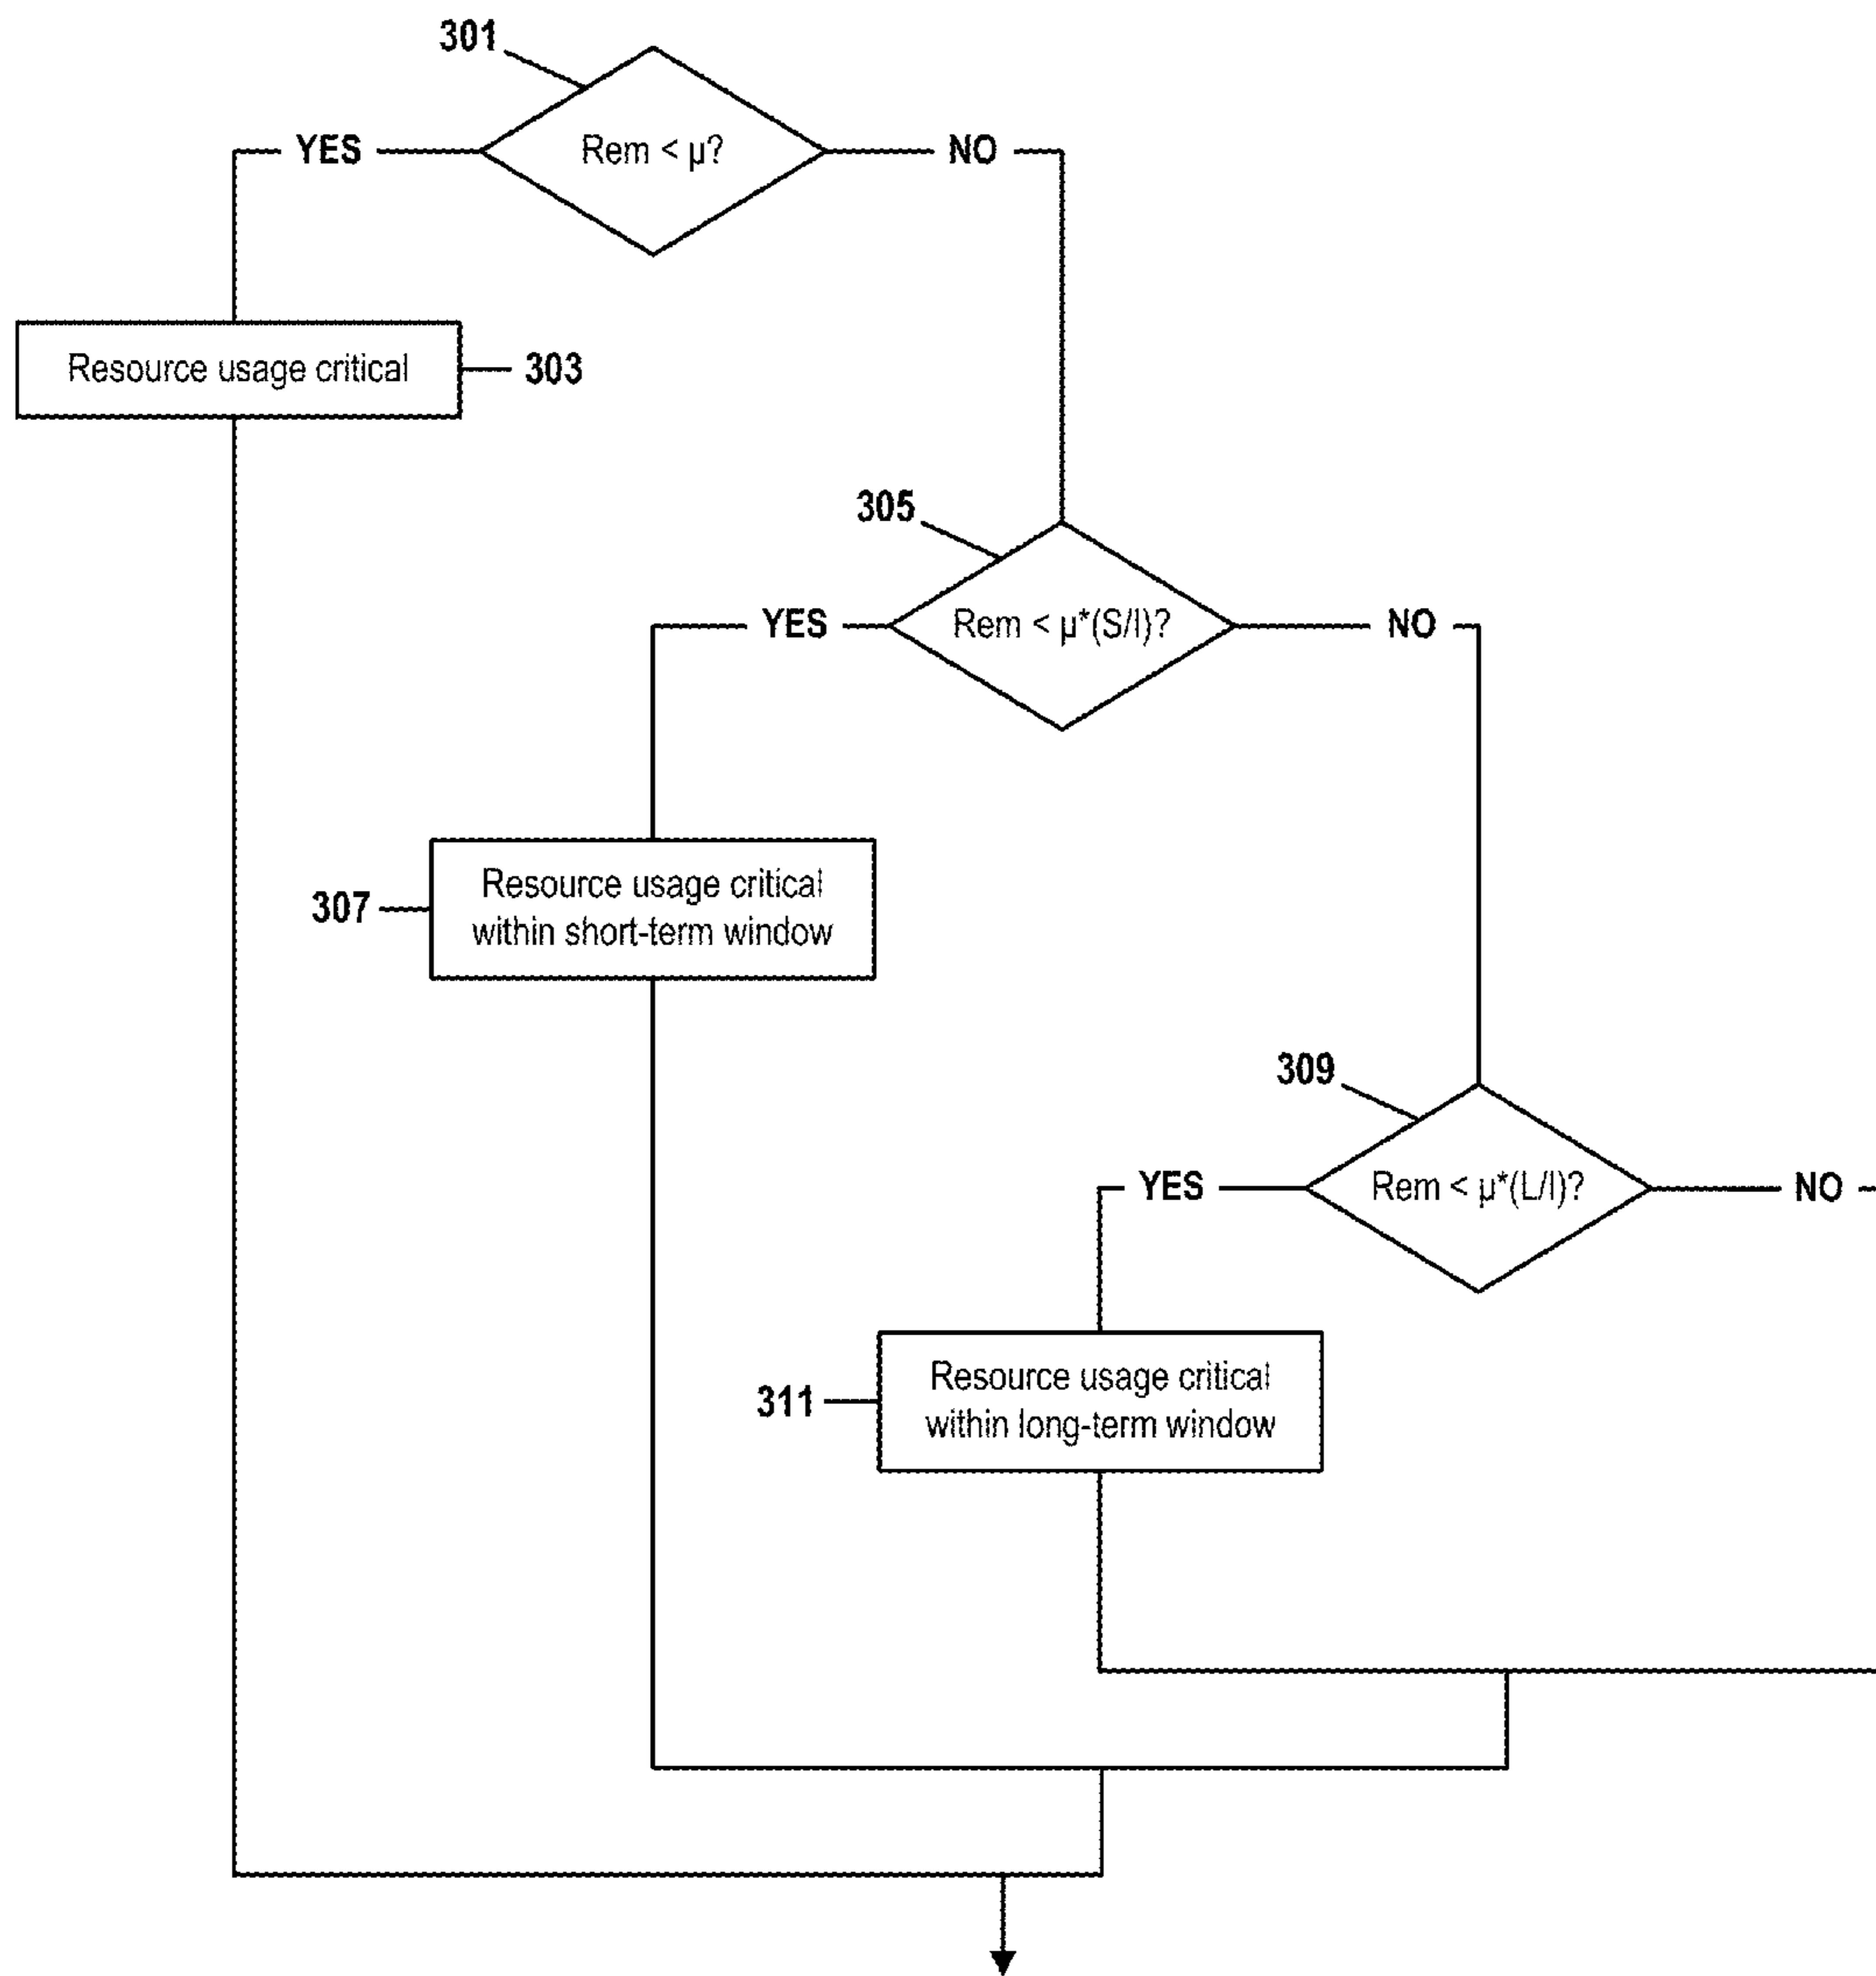 301
YES
Rem < μ?
NO
Resource usage critical
303
305
YES
Rem < μ*(S/I)?
NO
307
Resource usage critical
within short-term window
309
YES
Rem < μ*(L/I)?
NO
311
Resource usage critical
within long-term window